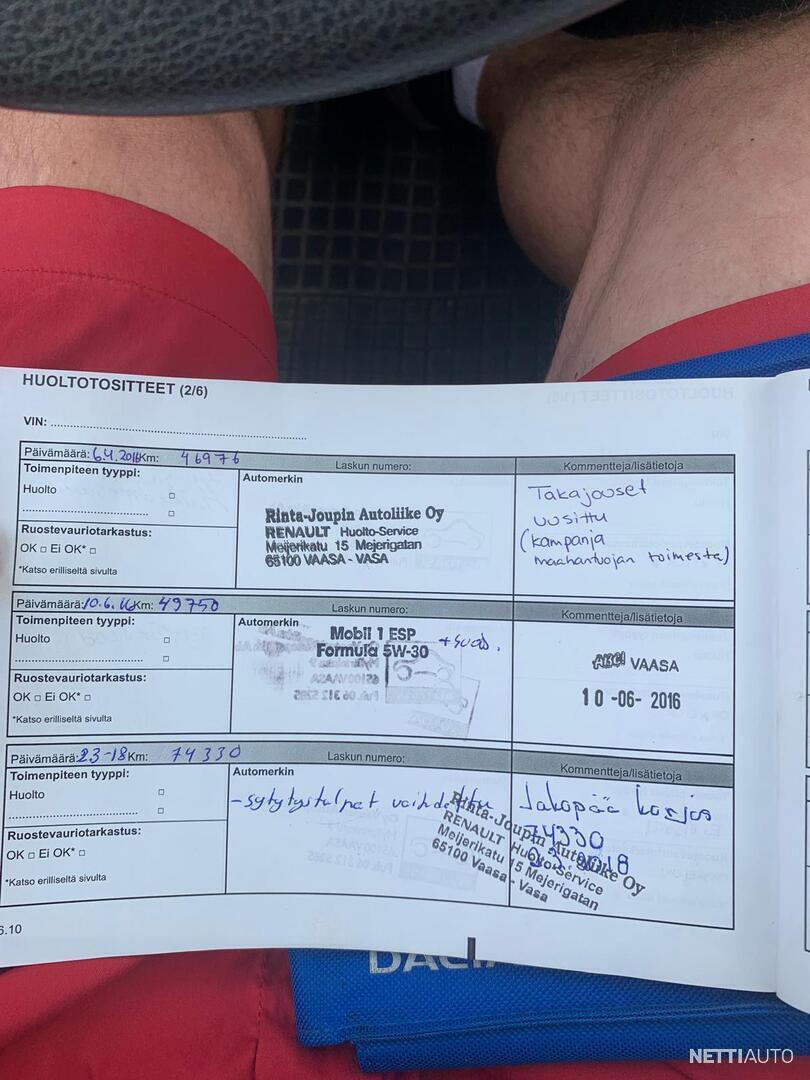 HUOLTOTOSITTEET (2/6)
VIN:
Päivämäärä: 6.4.2016 Km: 46976
Laskun numero:
Kommentteja/lisätietoja
Toimenpiteen tyyppi:
Huolto
Ruostevauriotarkastus:
OK □ Ei OK* □
*Katso erilliseltä sivulta
Automerkin
Rinta-Joupin Autoliike Oy
RENAULT Huolto-Service
Meijerikatu 15 Mejerigatan
65100 VAASA - VASA
Takajouset
uusittu
(kampanja
maahantuojan toimesta)
Päivämäärä: 10.6.16 Km: 49750
Laskun numero:
Kommentteja/lisätietoja
Toimenpiteen tyyppi:
Huolto
Ruostevauriotarkastus:
OK □ Ei OK* □
*Katso erilliseltä sivulta
Automerkin
Mobil 1 ESP
Formula 5W-30
ABC! VAASA
10-06-2016
Päivämäärä: 23-18 Km: 74330
Laskun numero:
Kommentteja/lisätietoja
Toimenpiteen tyyppi:
Huolto
Ruostevauriotarkastus:
OK □ Ei OK* □
*Katso erilliseltä sivulta
Automerkin
-sytytystulpat vaihdettu
Jakopää
74330
Rinta-Joupin Autoliike Oy
RENAULT Huolto-Service
Meijerikatu 15 Mejerigatan
65100 Vaasa - Vasa
6.10
DACIA
NETTIAUTO